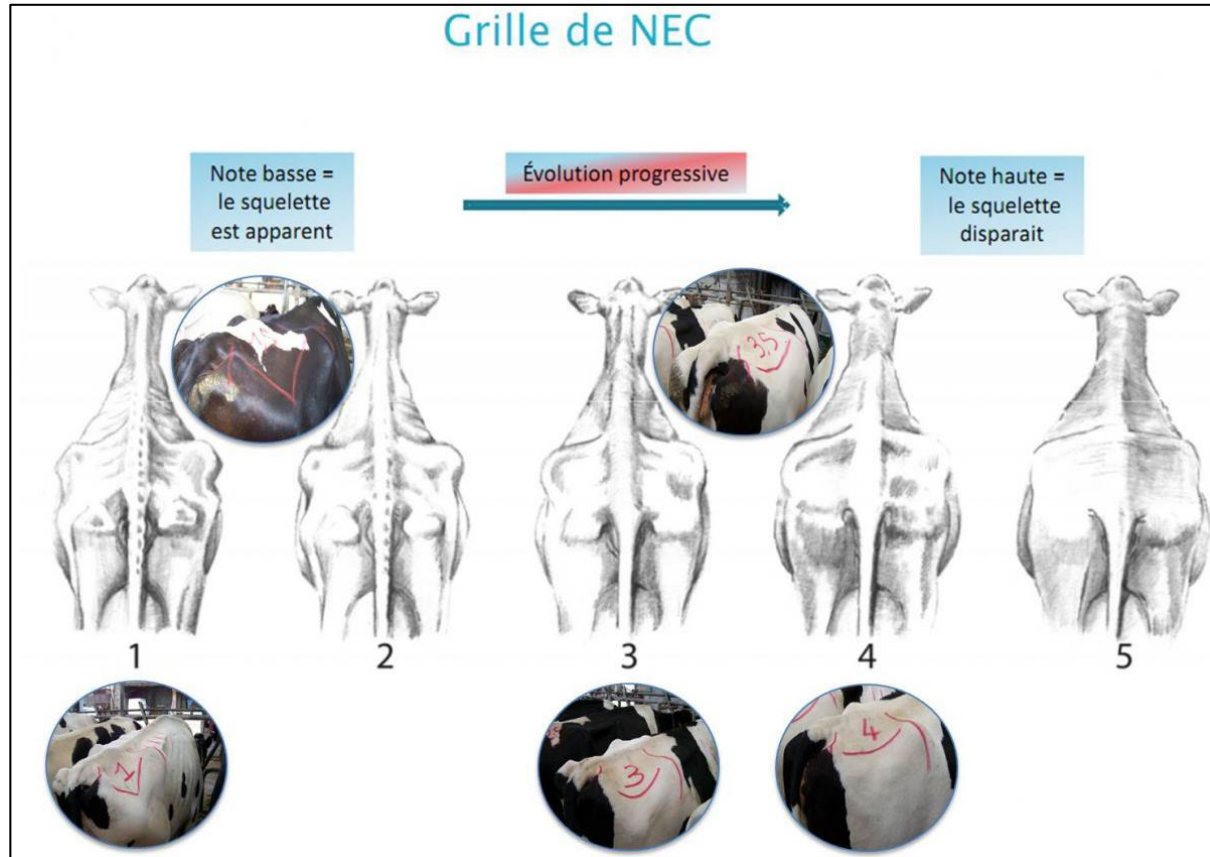 Grille de NEC
Note basse =
le squelette
est apparent
Évolution progressive
Note haute =
le squelette
disparait
3,5
1
2
3
4
5
1
3
4